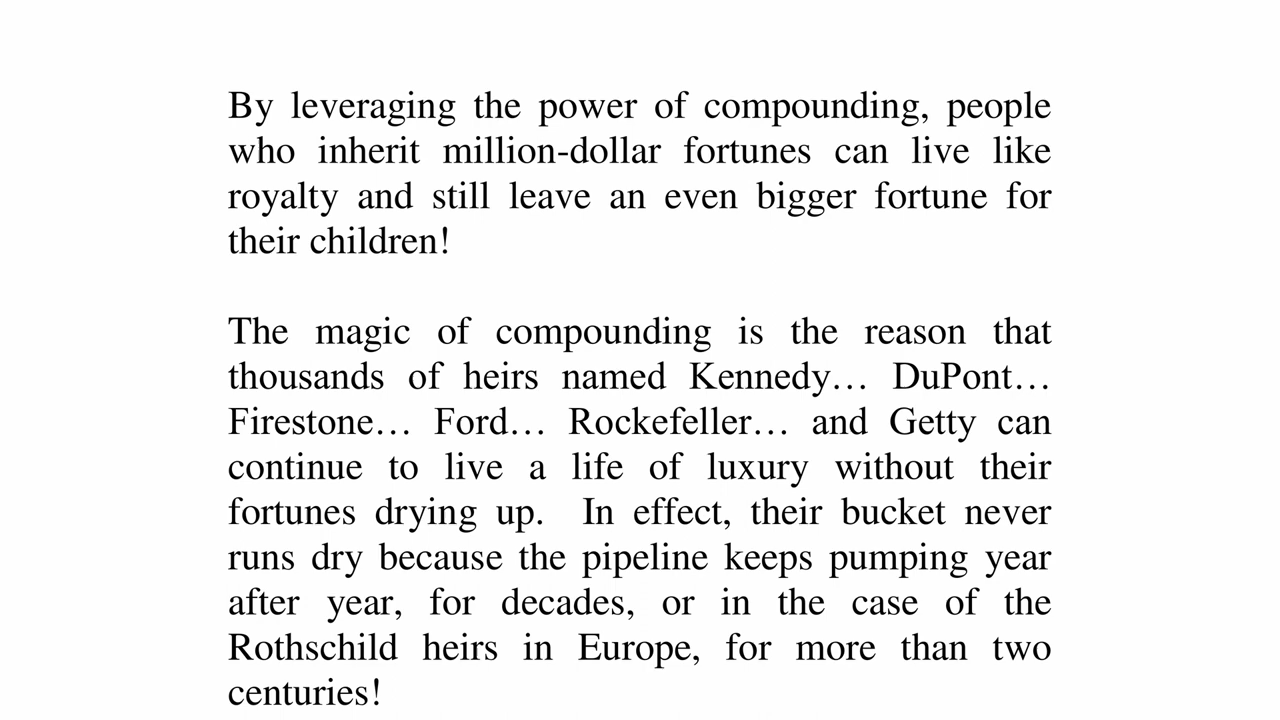 By leveraging the power of compounding, people
who inherit million-dollar fortunes can live like
royalty and still leave an even bigger fortune for
their children!
The magic of compounding is the reason that
thousands of heirs named Kennedy… DuPont…
Firestone… Ford… Rockefeller… and Getty can
continue to live a life of luxury without their
fortunes drying up.  In effect, their bucket never
runs dry because the pipeline keeps pumping year
after year, for decades, or in the case of the
Rothschild heirs in Europe, for more than two
centuries!